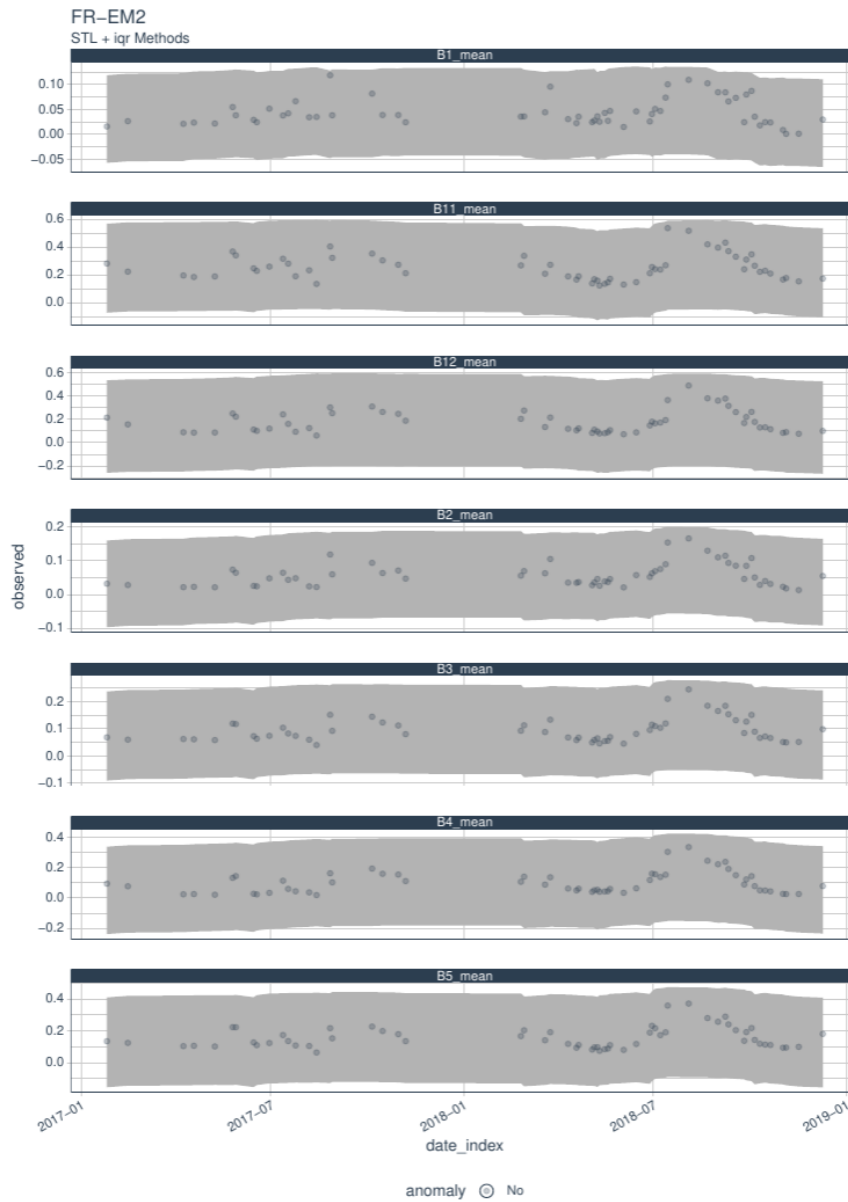 FR−EM2
STL + iqr Methods
B1_mean
0.10
0.05
0.00
−0.05
B11_mean
0.6
0.4
0.2
0.0
B12_mean
0.6
0.4
0.2
0.0
−0.2
B2_mean
0.2
0.1
0.0
−0.1
observed
B3_mean
0.2
0.1
0.0
−0.1
B4_mean
0.4
0.2
0.0
−0.2
B5_mean
0.4
0.2
0.0
2017−01
2017−07
2018−01
2018−07
2019−01
date_index
anomaly No